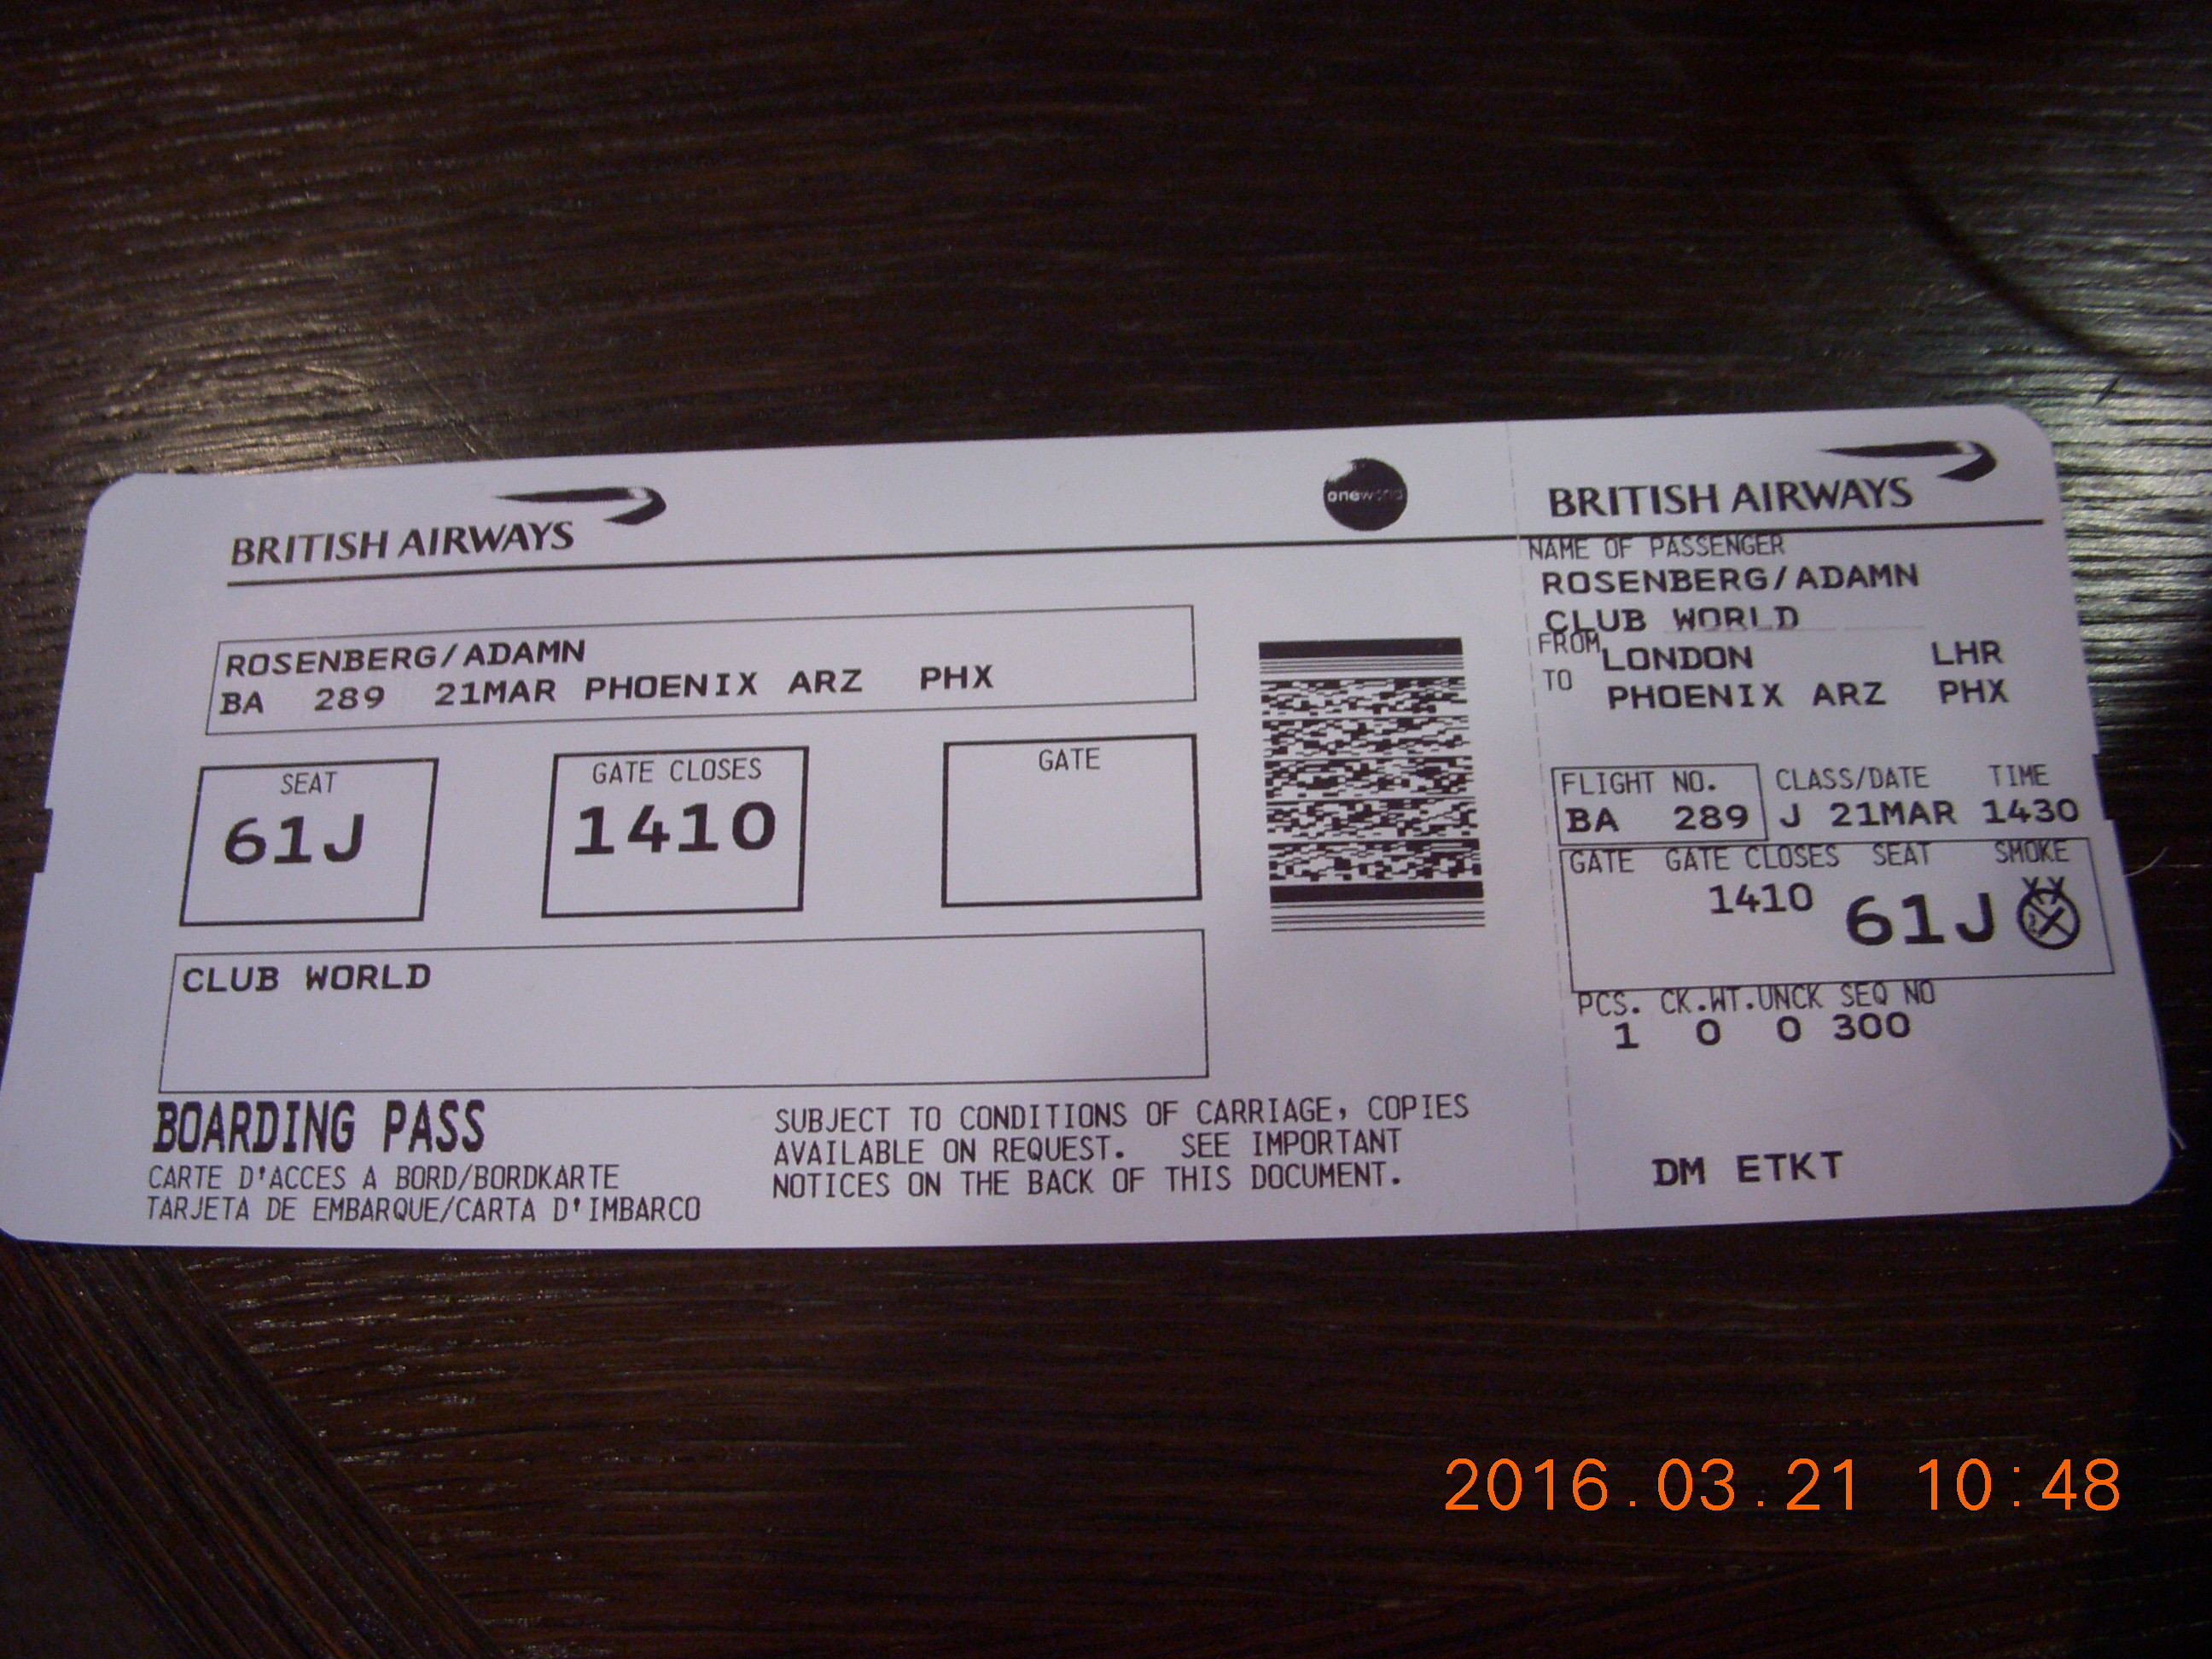 BRITISH AIRWAYS
oneworld
ROSENBERG/ADAMN
BA 289 21MAR PHOENIX ARZ PHX
SEAT
61J
GATE CLOSES
1410
GATE
CLUB WORLD
BOARDING PASS
CARTE D'ACCES A BORD/BORDKARTE
TARJETA DE EMBARQUE/CARTA D'IMBARCO
SUBJECT TO CONDITIONS OF CARRIAGE, COPIES
AVAILABLE ON REQUEST. SEE IMPORTANT
NOTICES ON THE BACK OF THIS DOCUMENT.
BRITISH AIRWAYS
NAME OF PASSENGER
ROSENBERG/ADAMN
CLUB WORLD
FROM LONDON LHR
TO PHOENIX ARZ PHX
FLIGHT NO. CLASS/DATE TIME
BA 289 J 21MAR 1430
GATE GATE CLOSES SEAT SMOKE
1410 61J
PCS. CK.WT.UNCK SEQ NO
1 0 0 300
DM ETKT
2016.03.21 10:48